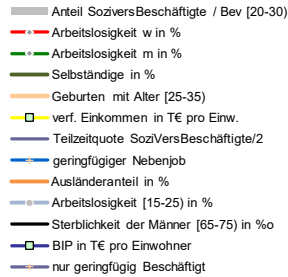 Anteil SoziversBeschäftigte / Bev [20-30)
Arbeitslosigkeit w in %
Arbeitslosigkeit m in %
Selbständige in %
Geburten mit Alter [25-35)
verf. Einkommen in T€ pro Einw.
Teilzeitquote SoziVersBeschäftigte/2
geringfügiger Nebenjob
Ausländeranteil in %
Arbeitslosigkeit [15-25) in %
Sterblichkeit der Männer [65-75) in %o
BIP in T€ pro Einwohner
nur geringfügig Beschäftigt